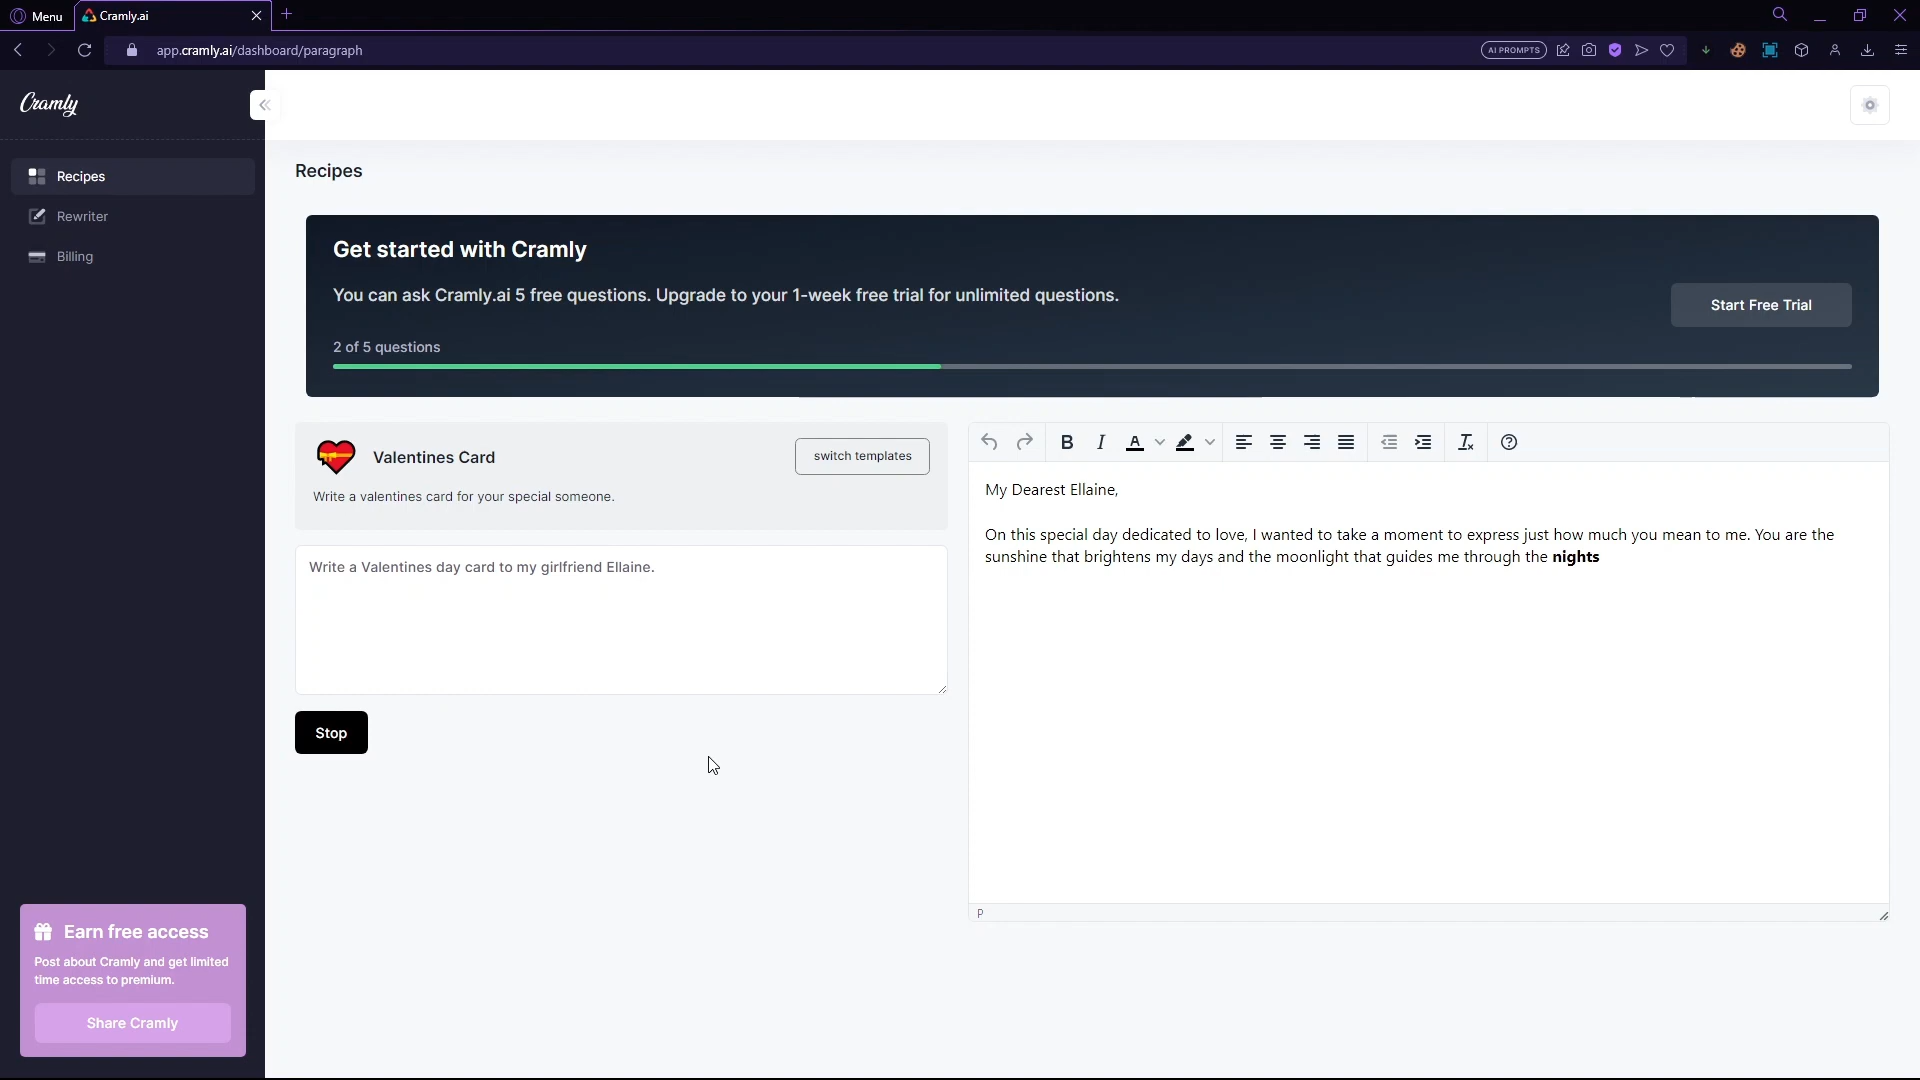 Menu
Cramly.ai
app.cramly.ai/dashboard/paragraph
AI PROMPTS
Cramly
Recipes
Rewriter
Billing
Recipes
Get started with Cramly
You can ask Cramly.ai 5 free questions. Upgrade to your 1-week free trial for unlimited questions.
Start Free Trial
2 of 5 questions
Valentines Card
switch templates
Write a valentines card for your special someone.
Write a Valentines day card to my girlfriend Ellaine.
Stop
My Dearest Ellaine,
On this special day dedicated to love, I wanted to take a moment to express just how much you mean to me. You are the
sunshine that brightens my days and the moonlight that guides me through the nights
P
Earn free access
Post about Cramly and get limited
time access to premium.
Share Cramly